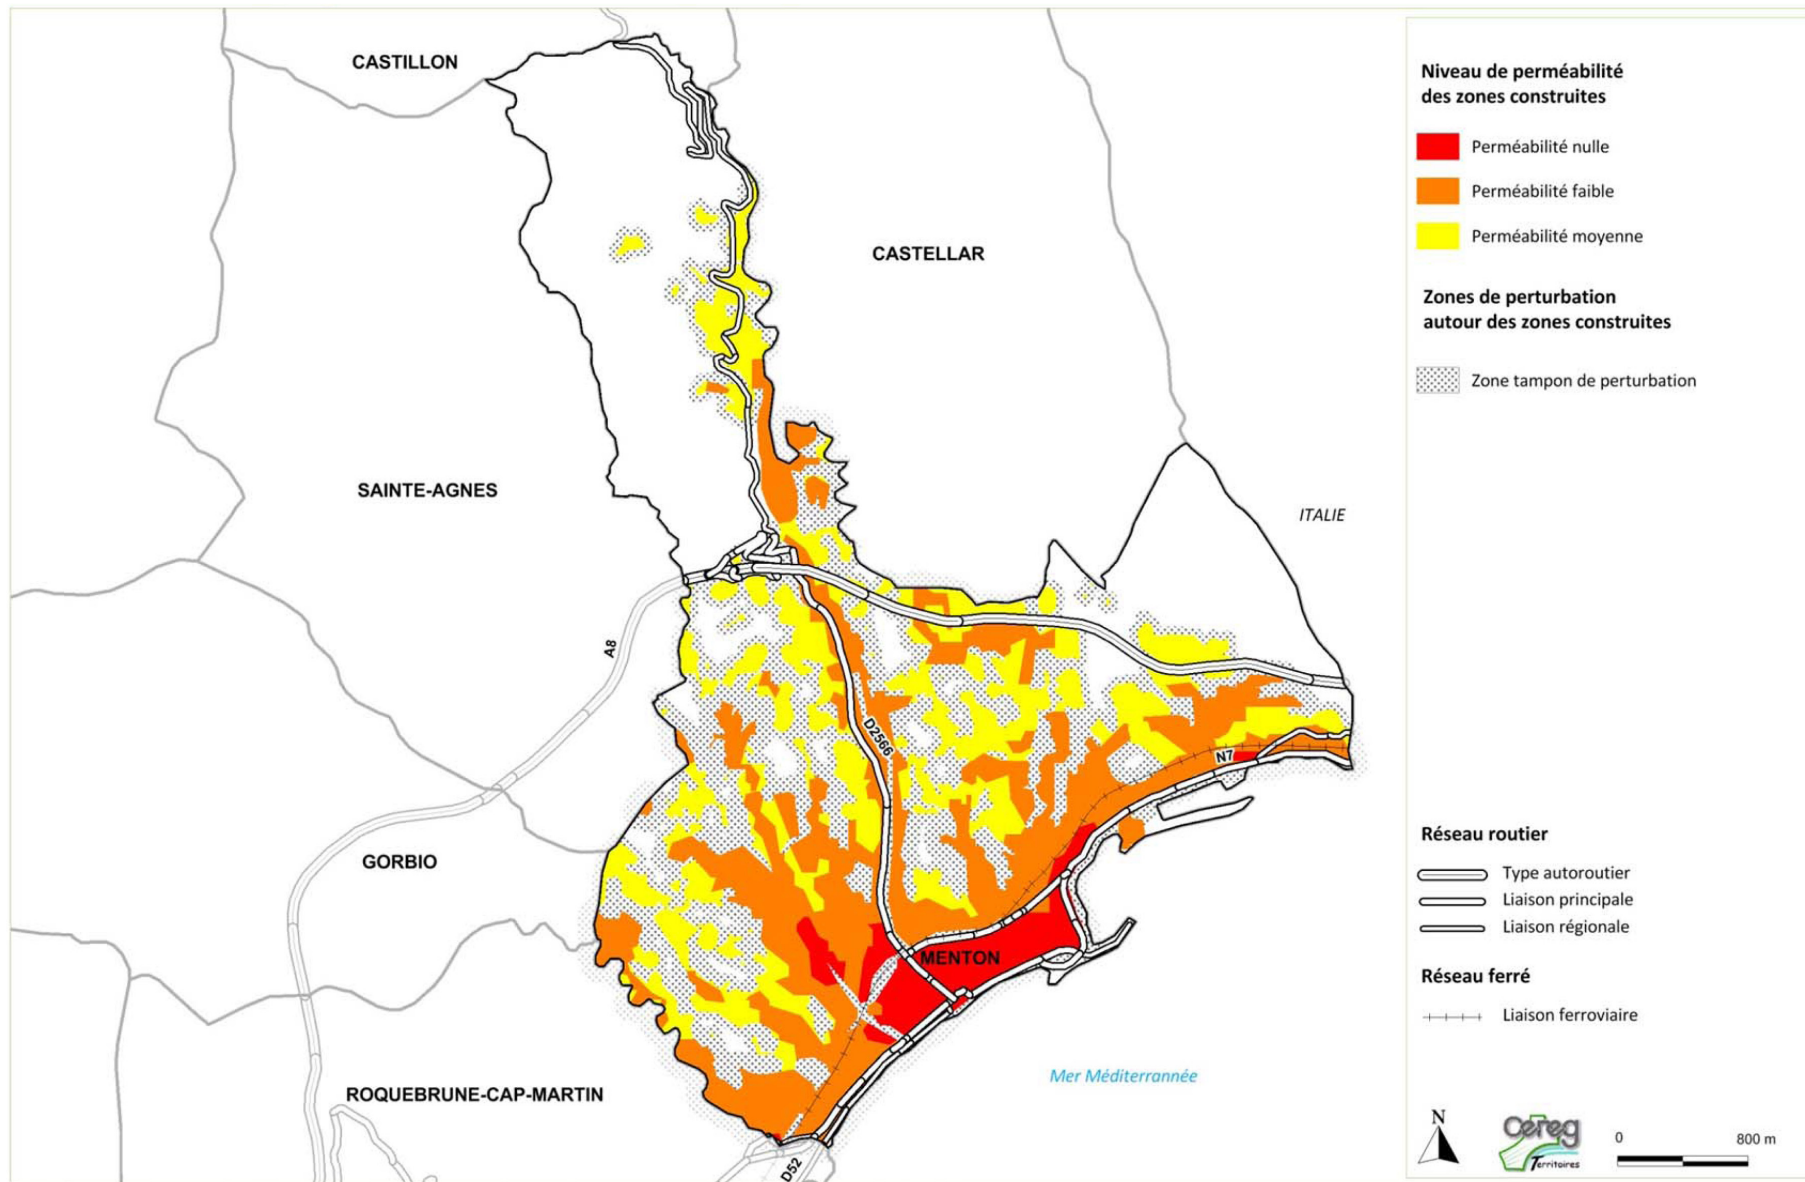 CASTILLON
CASTELLAR
SAINTE-AGNES
ITALIE
A8
D2566
N7
GORBIO
MENTON
Mer Méditerrannée
ROQUEBRUNE-CAP-MARTIN
D52
Niveau de perméabilité
des zones construites
Perméabilité nulle
Perméabilité faible
Perméabilité moyenne
Zones de perturbation
autour des zones construites
Zone tampon de perturbation
Réseau routier
Type autoroutier
Liaison principale
Liaison régionale
Réseau ferré
Liaison ferroviaire
N
Cereg
Territoires
0 800 m